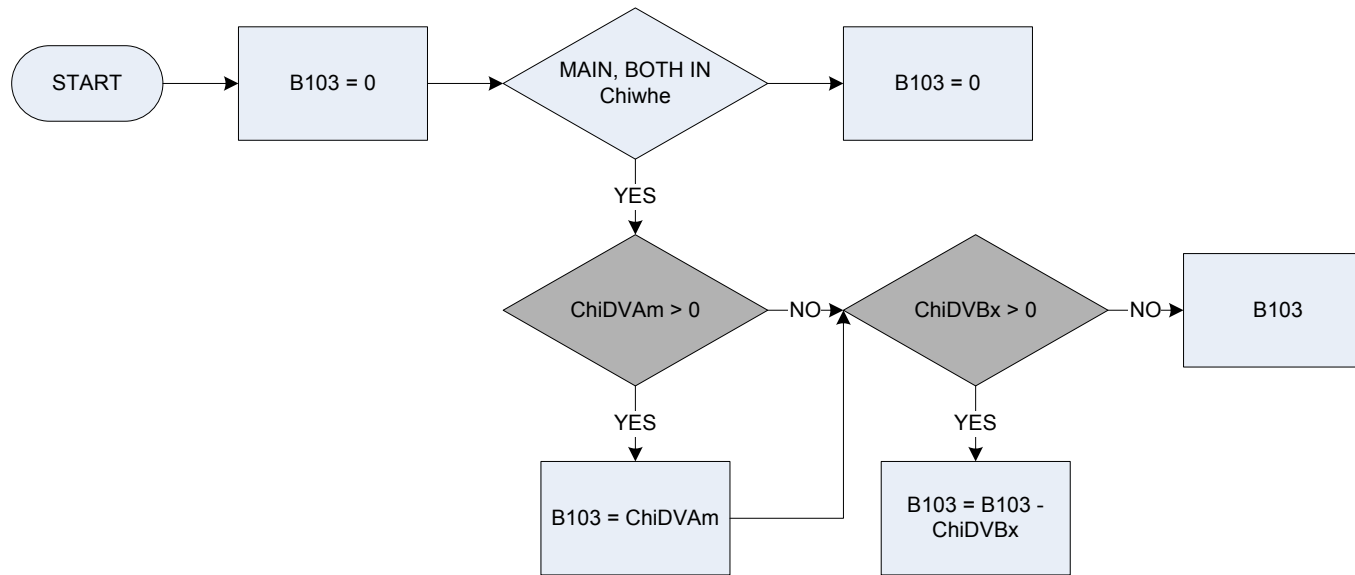 START
B103 = 0
MAIN, BOTH IN
Chiwhe
B103 = 0
YES
ChiDVAm > 0
NO
ChiDVBx > 0
NO
B103
YES
YES
B103 = ChiDVAm
B103 = B103 -
ChiDVBx